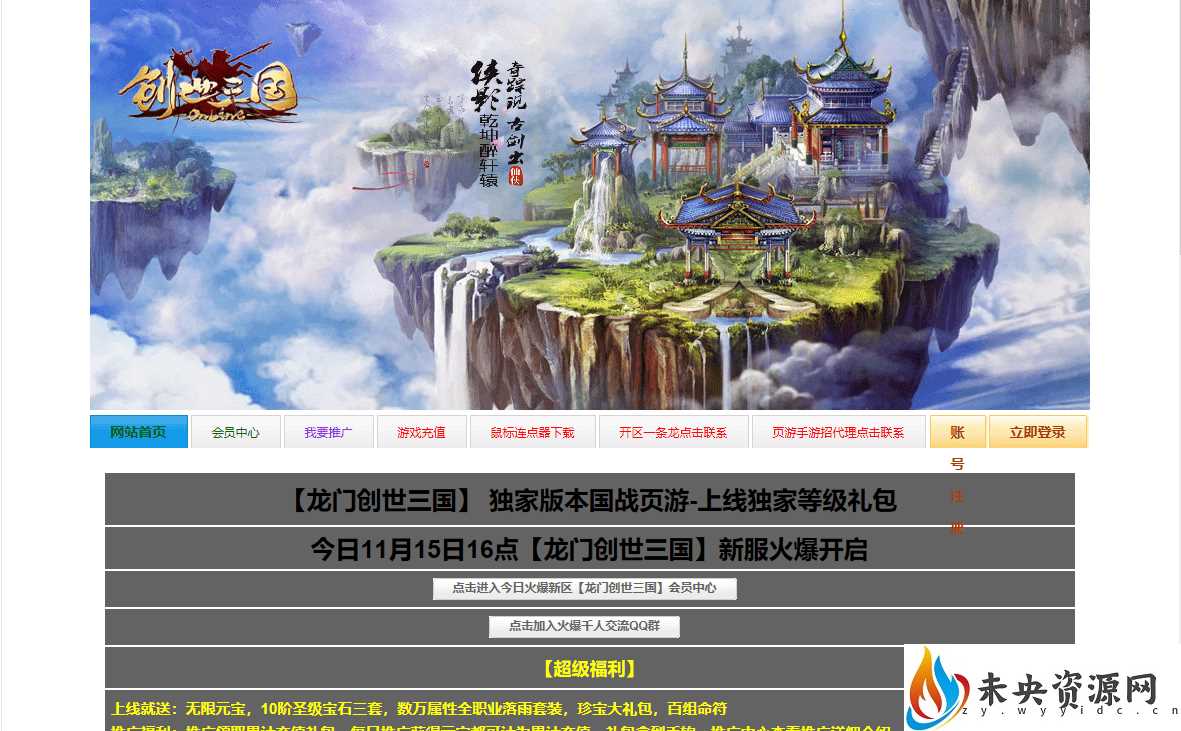 创世三国
Online
奇踪说 古剑出
侠影乾坤醉轩辕
仙侠
网站首页 会员中心 我要推广 游戏充值 鼠标连点器下载 开区一条龙点击联系 页游手游招代理点击联系 账号注册 立即登录
【龙门创世三国】 独家版本国战页游-上线独家等级礼包
今日11月15日16点【龙门创世三国】新服火爆开启
点击进入今日火爆新区【龙门创世三国】会员中心
点击加入火爆千人交流QQ群
【超级福利】
上线就送：无限元宝，10阶圣级宝石三套，数万属性全职业落雨套装，珍宝大礼包，百组命符
未央资源网
zy.wyyidc.cn